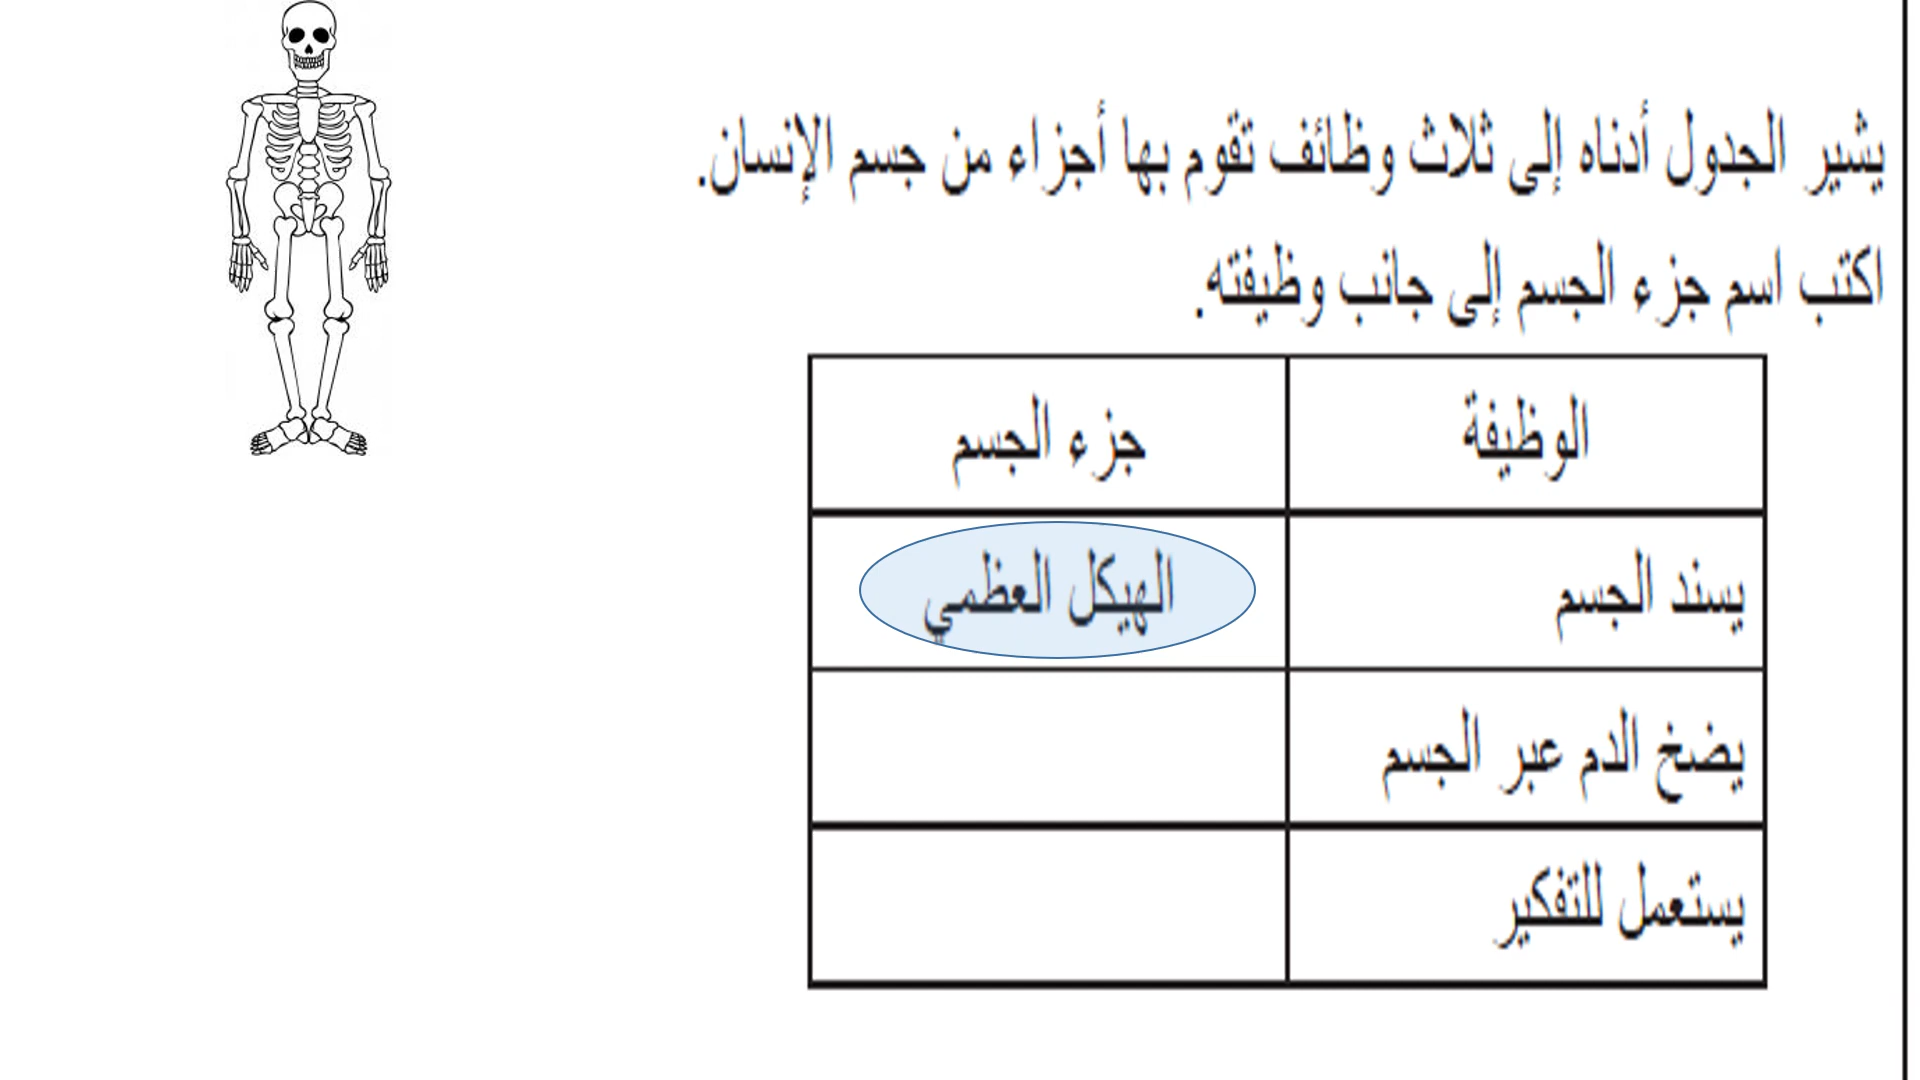 يشير الجدول أدناه إلى ثلاث وظائف تقوم بها أجزاء من جسم الإنسان.
اكتب اسم جزء الجسم إلى جانب وظيفته.
الوظيفة جزء الجسم
يسند الجسم الهيكل العظمي
يضخ الدم عبر الجسم
يستعمل للتفكير